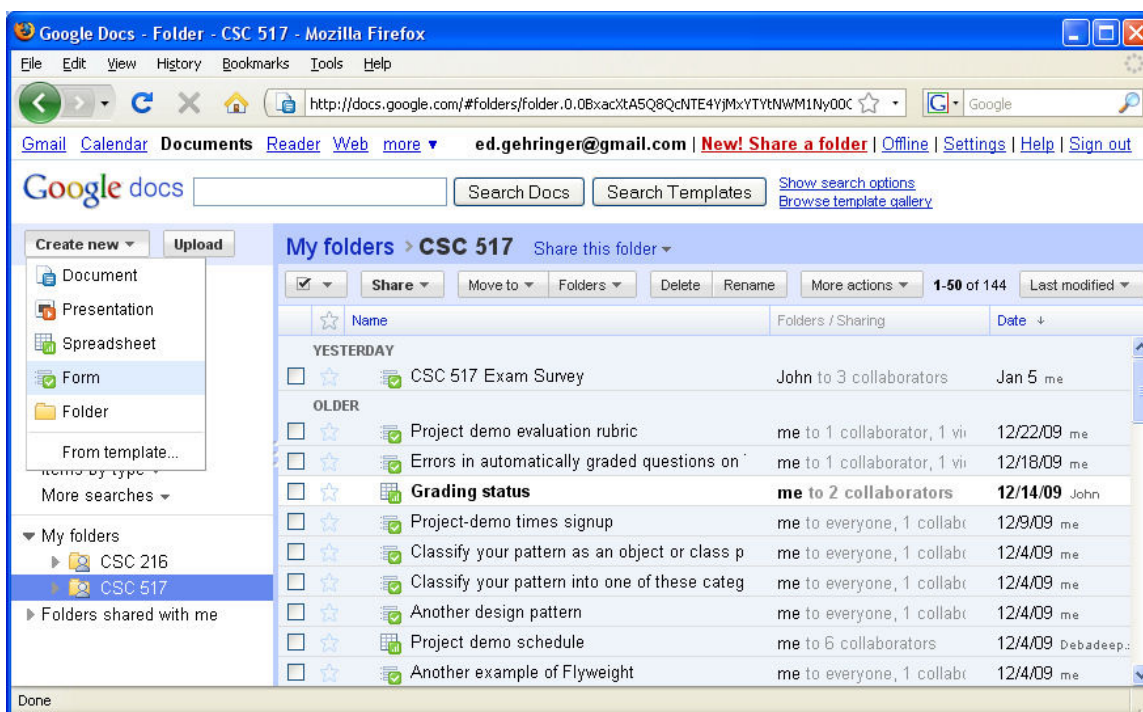 Google Docs - Folder - CSC 517 - Mozilla Firefox
File Edit View History Bookmarks Tools Help
http://docs.google.com/#folders/folder.0.0BxacXtA5Q8QcNTE4YjMxYTYtNWM1Ny00C Google
Gmail Calendar Documents Reader Web more ed.gehringer@gmail.com | New! Share a folder | Offline | Settings | Help | Sign out
Google docs Search Docs Search Templates Show search options
Browse template gallery
Create new Upload My folders > CSC 517 Share this folder
Document
Share Move to Folders Delete Rename More actions 1-50 of 144 Last modified
Presentation
Name Folders / Sharing Date
Spreadsheet
YESTERDAY
Form CSC 517 Exam Survey John to 3 collaborators Jan 5 me
Folder OLDER
Project demo evaluation rubric me to 1 collaborator, 1 vi 12/22/09 me
From template...
Items by type Errors in automatically graded questions on me to 1 collaborator, 1 vi 12/18/09 me
More searches Grading status me to 2 collaborators 12/14/09 John
Project-demo times signup me to everyone, 1 collab 12/9/09 me
My folders
CSC 216 Classify your pattern as an object or class p me to everyone, 1 collab 12/4/09 me
CSC 517 Classify your pattern into one of these categ me to everyone, 1 collab 12/4/09 me
Folders shared with me Another design pattern me to everyone, 1 collab 12/4/09 me
Project demo schedule me to 6 collaborators 12/4/09 Debadeep.
Another example of Flyweight me to everyone, 1 collab 12/4/09 me
Done